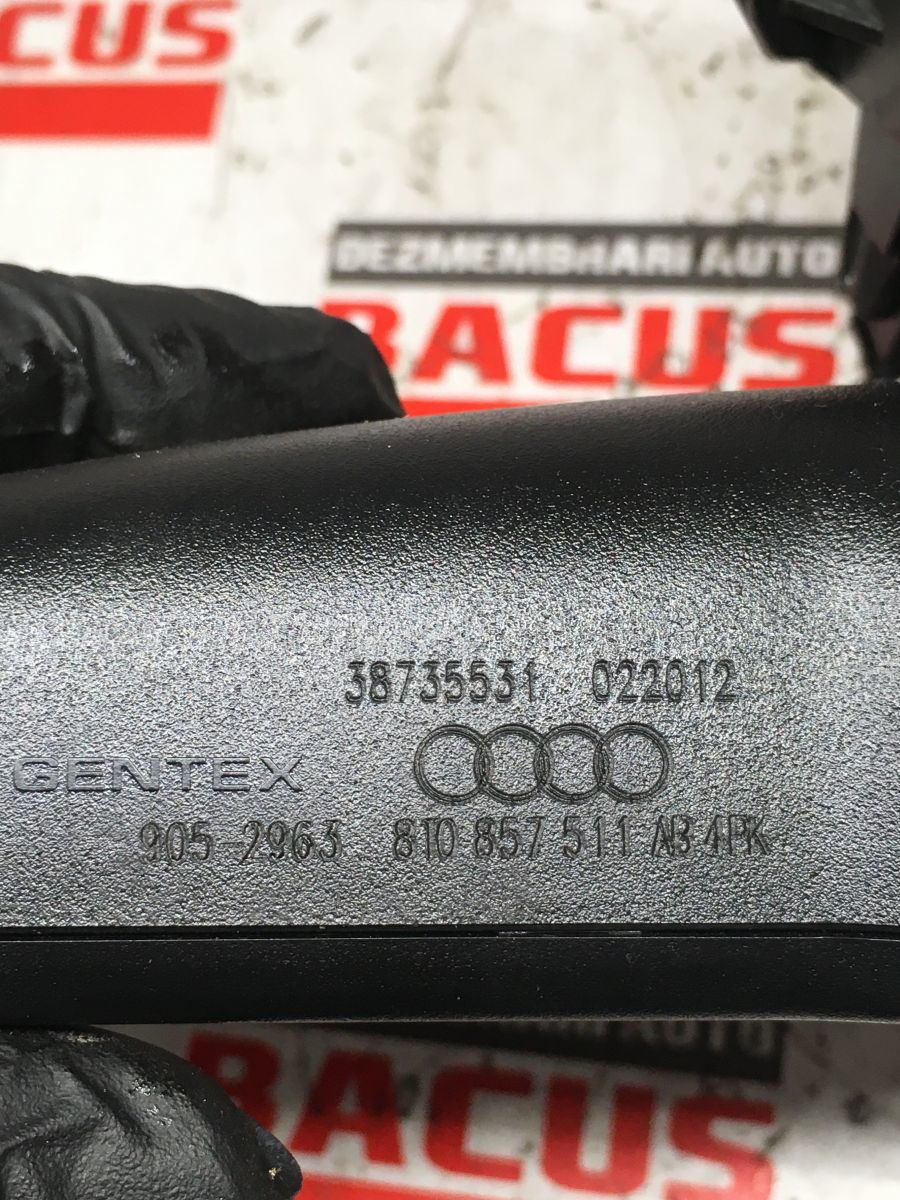 CUS
DEZMEMBRARI AUTO
BACUS
38735531 022012
GENTEX
905-2963 8T0 857 511 AB 4PK
BACUS